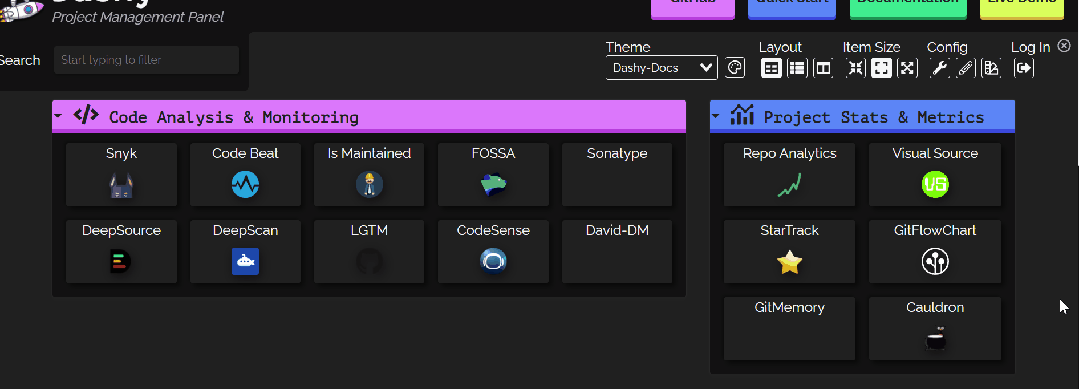 Project Management Panel
GitHub
Quick Start
Documentation
Live Demo
Search
Start typing to filter
Theme
Dashy-Docs
Layout
Item Size
Config
Log In
Code Analysis & Monitoring
Snyk
Code Beat
Is Maintained
FOSSA
Sonatype
DeepSource
DeepScan
LGTM
CodeSense
David-DM
Project Stats & Metrics
Repo Analytics
Visual Source
VS
StarTrack
GitFlowChart
GitMemory
Cauldron